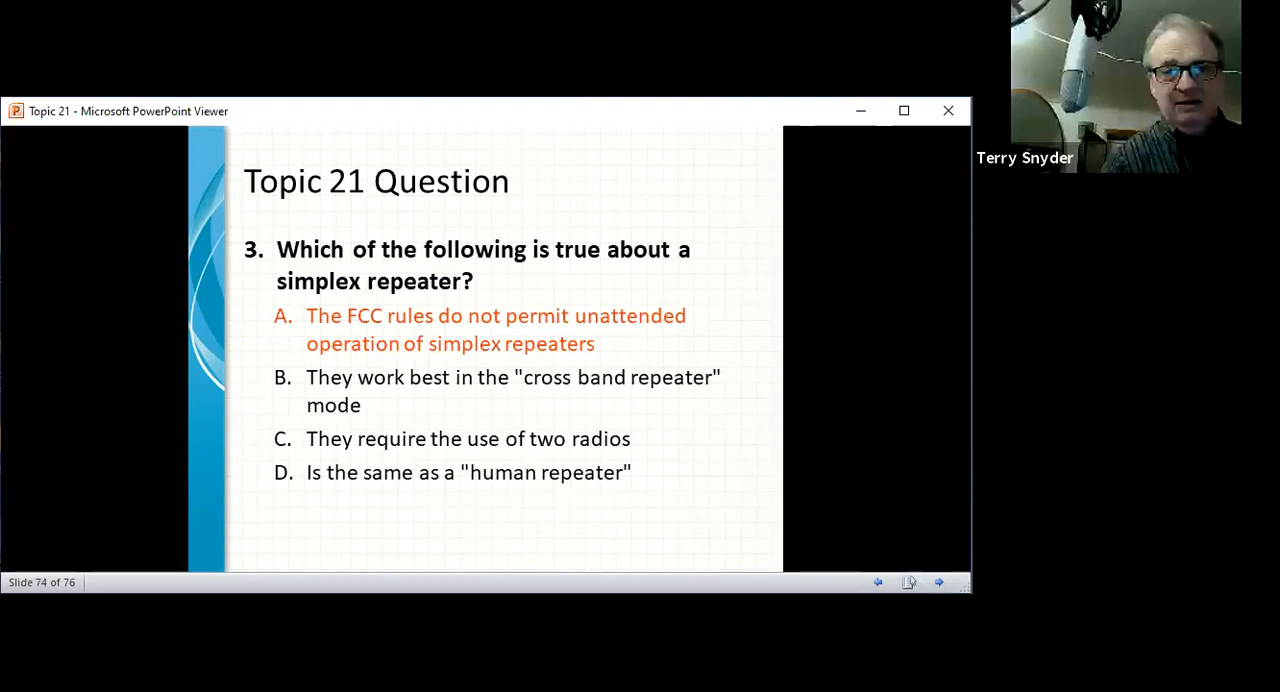 Topic 21 - Microsoft PowerPoint Viewer
Terry Snyder
Topic 21 Question
3. Which of the following is true about a
simplex repeater?
A. The FCC rules do not permit unattended
operation of simplex repeaters
B. They work best in the "cross band repeater"
mode
C. They require the use of two radios
D. Is the same as a "human repeater"
Slide 74 of 76